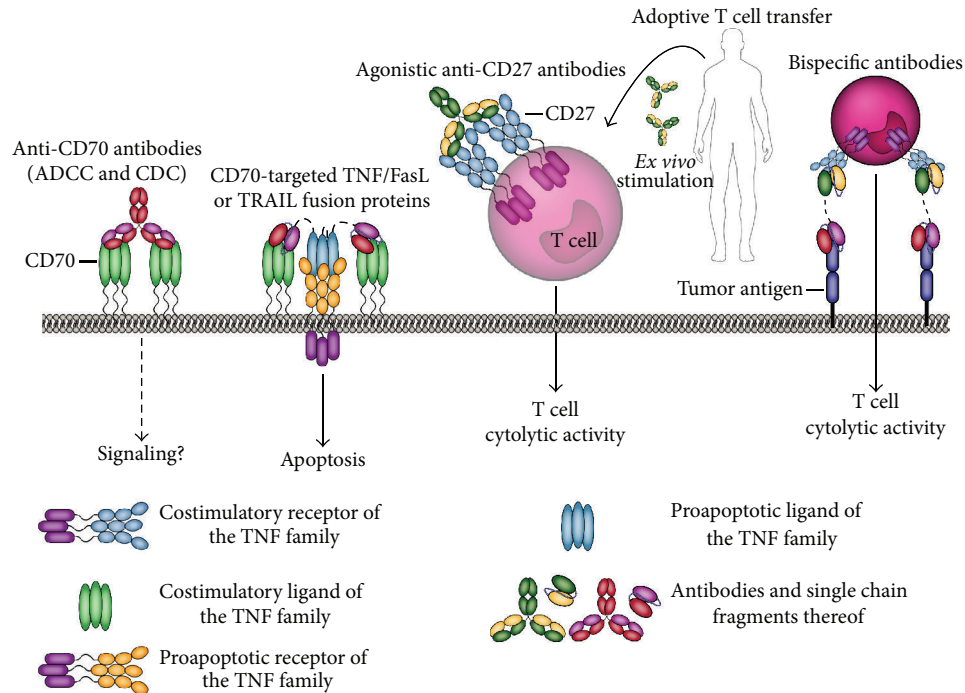 Adoptive T cell transfer
Agonistic anti-CD27 antibodies
Bispecific antibodies
CD27
Anti-CD70 antibodies
(ADCC and CDC)
CD70-targeted TNF/FasL
or TRAIL fusion proteins
Ex vivo
stimulation
T cell
CD70
Tumor antigen
Signaling?
Apoptosis
T cell
cytolytic activity
T cell
cytolytic activity
Costimulatory receptor of
the TNF family
Costimulatory ligand of
the TNF family
Proapoptotic receptor of
the TNF family
Proapoptotic ligand of
the TNF family
Antibodies and single chain
fragments thereof